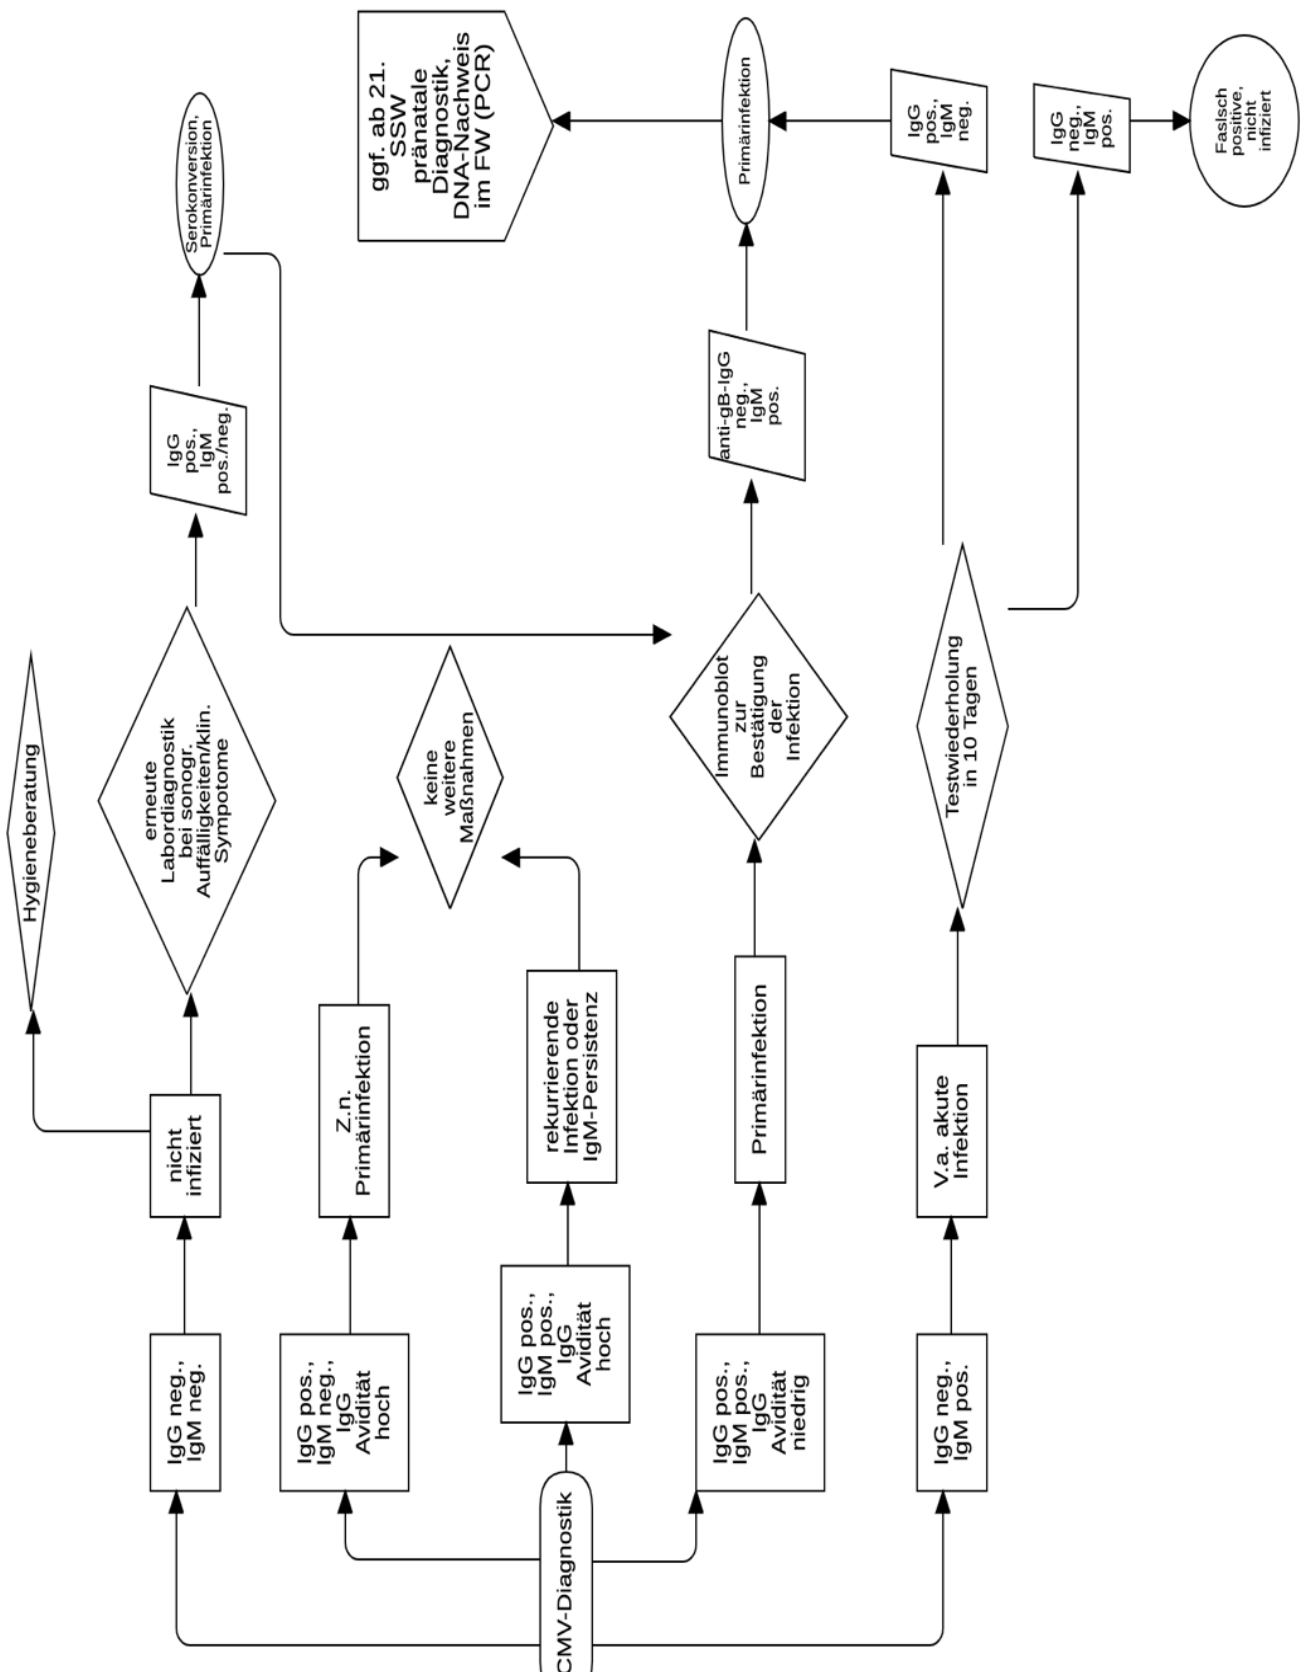 CMV-Diagnostik
IgG neg.,
IgM neg.
nicht
infiziert
Hygieneberatung
erneute
Labordiagnostik
bei sonogr.
Auffälligkeiten/klin.
Sympotome
IgG
pos.,
IgM
pos./neg.
Serokonversion,
Primärinfektion
IgG pos.,
IgM neg.,
IgG
Avidität
hoch
Z.n.
Primärinfektion
keine
weitere
Maßnahmen
IgG pos.,
IgM pos.,
IgG
Avidität
hoch
rekurrierende
Infektion oder
IgM-Persistenz
IgG pos.,
IgM pos.,
IgG
Avidität
niedrig
Primärinfektion
Immunoblot
zur
Bestätigung
der
Infektion
anti-gB-IgG
neg.,
IgM
pos.
Primärinfektion
ggf. ab 21.
SSW
pränatale
Diagnostik,
DNA-Nachweis
im FW (PCR)
IgG neg.,
IgM pos.
V.a. akute
Infektion
Testwiederholung
in 10 Tagen
IgG
pos.,
IgM
neg.
IgG
neg.,
IgM
pos.
Faslsch
positive,
nicht
infiziert